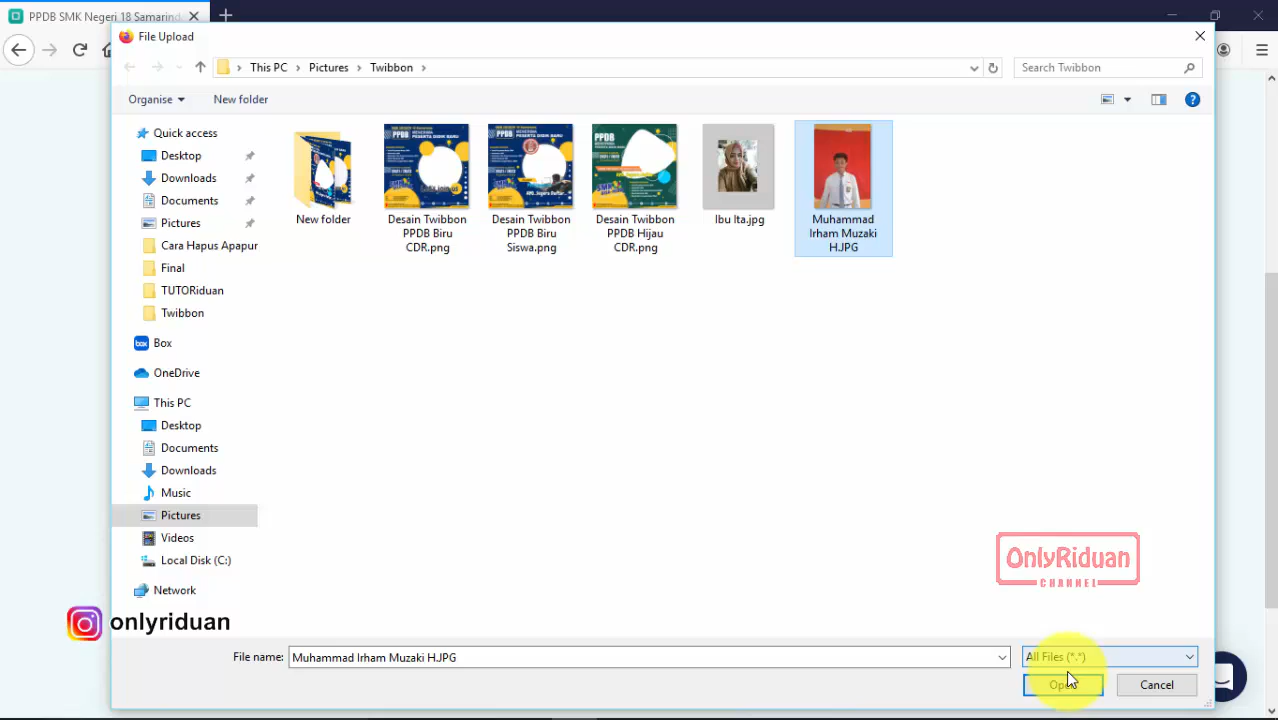 PPDB SMK Negeri 18 Samarinda
File Upload
This PC
Pictures
Twibbon
Search Twibbon
Organise
New folder
Quick access
Desktop
Downloads
Documents
Pictures
Cara Hapus Apapur
Final
TUTORiduan
Twibbon
Box
OneDrive
This PC
Desktop
Documents
Downloads
Music
Pictures
Videos
Local Disk (C:)
Network
New folder
Desain Twibbon
PPDB Biru
CDR.png
Desain Twibbon
PPDB Biru
Siswa.png
Desain Twibbon
PPDB Hijau
CDR.png
Ibu Ita.jpg
Muhammad
Irham Muzaki
H.JPG
OnlyRiduan
CHANNEL
onlyriduan
File name:
Muhammad Irham Muzaki H.JPG
All Files (*.*)
Open
Cancel